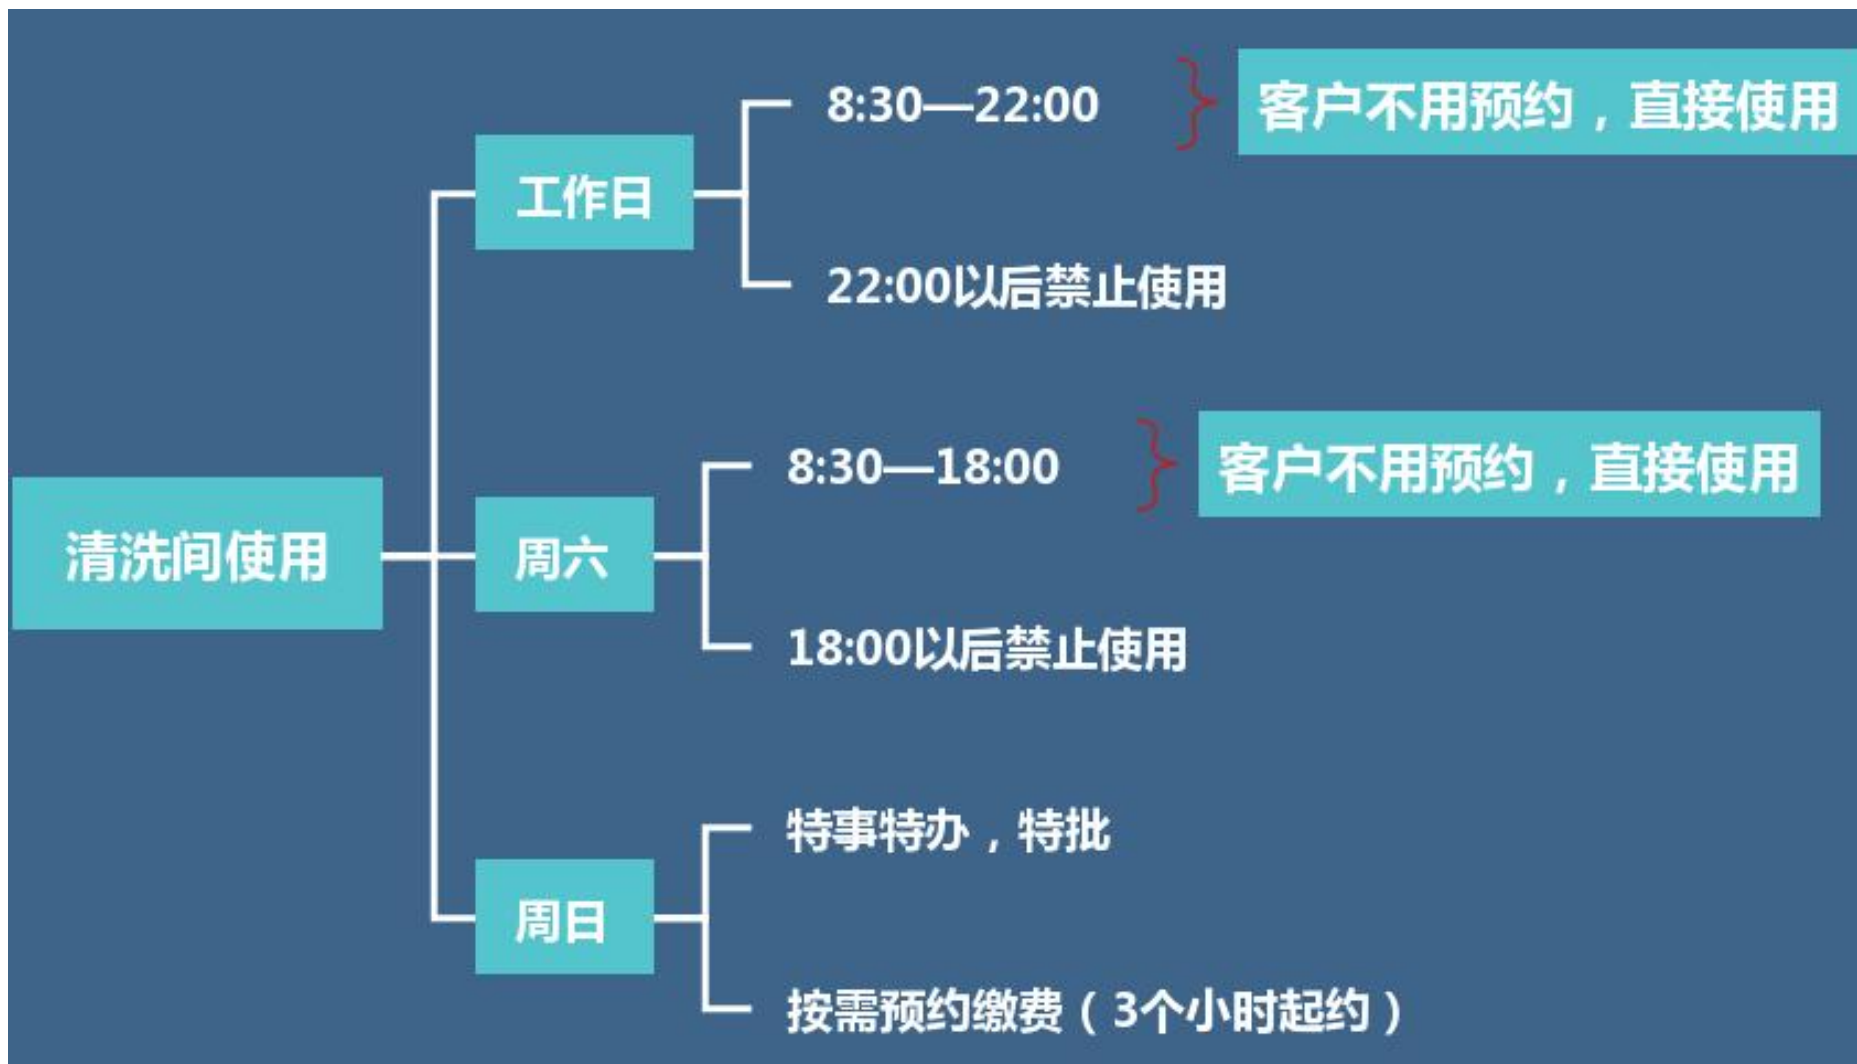 8:30—22:00
客户不用预约，直接使用
工作日
22:00以后禁止使用
8:30—18:00
客户不用预约，直接使用
清洗间使用
周六
18:00以后禁止使用
特事特办，特批
周日
按需预约缴费（3个小时起约）